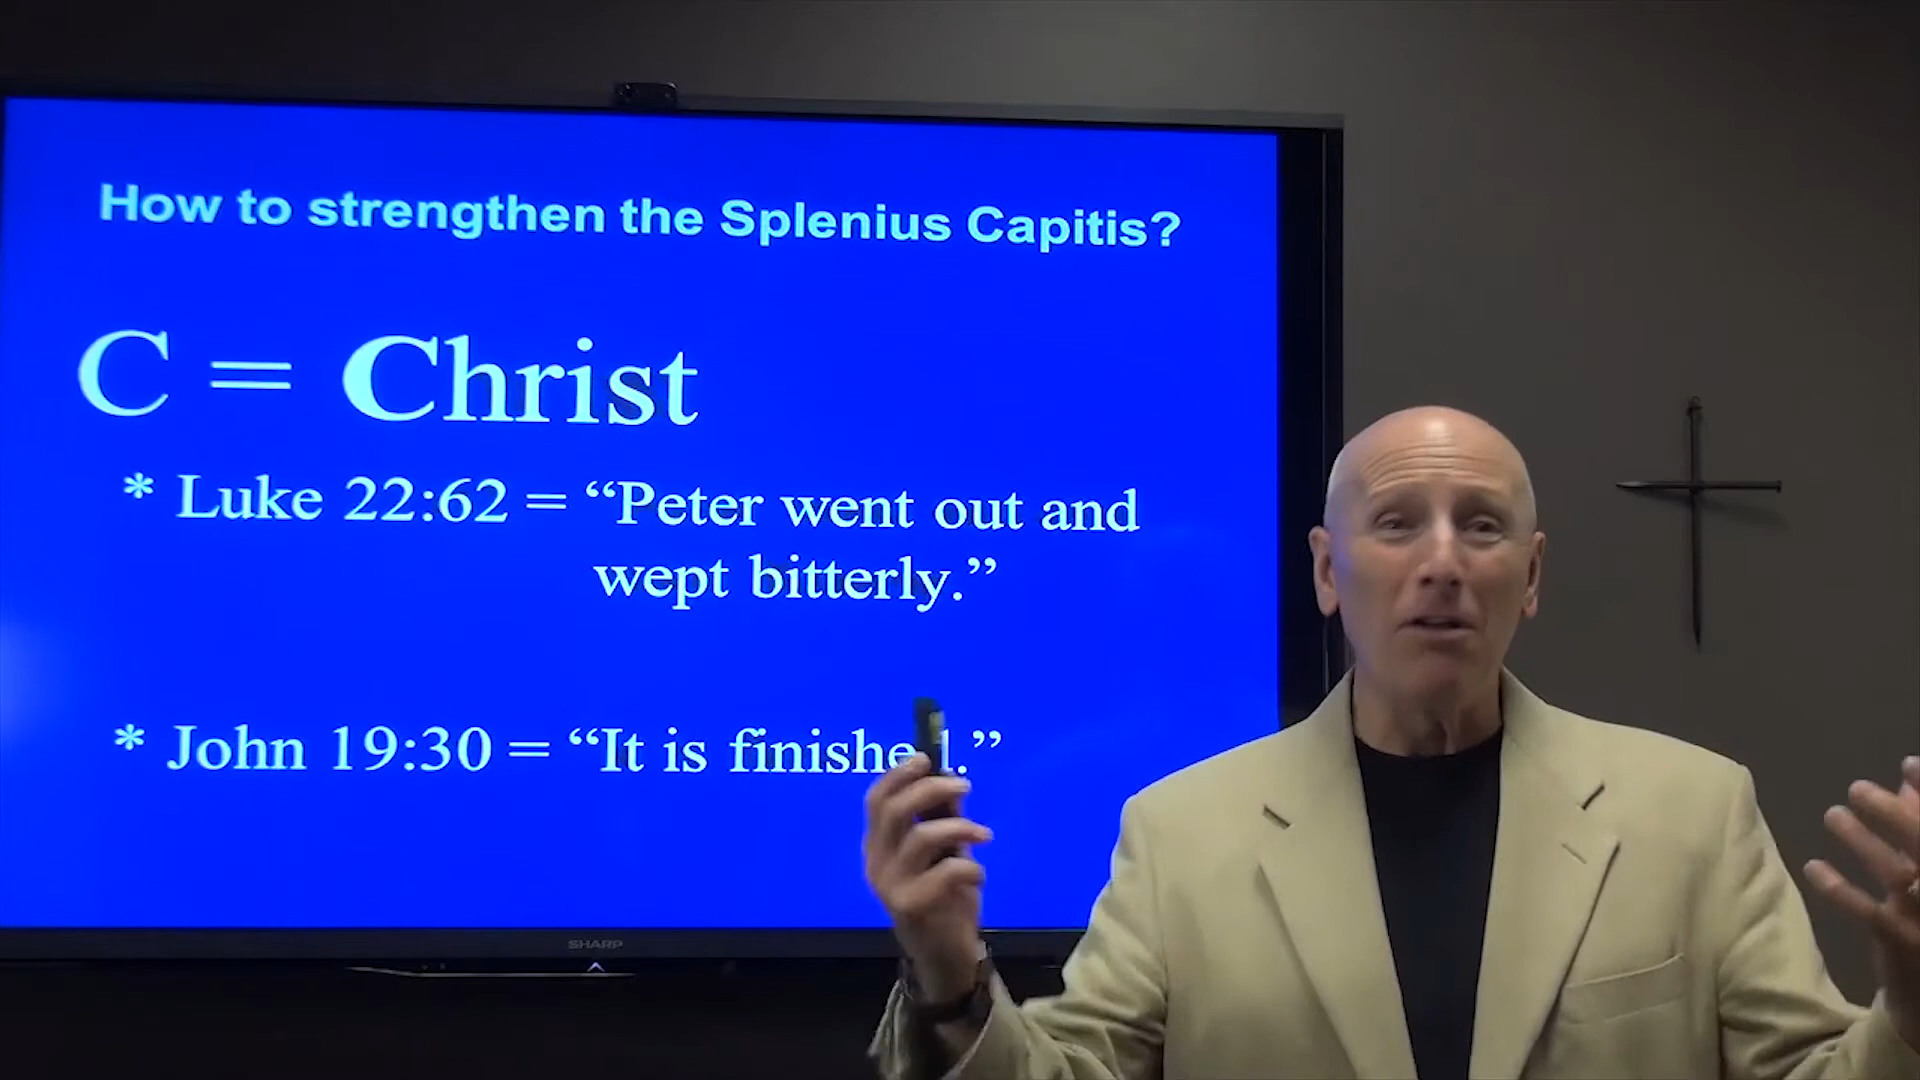 How to strengthen the Splenius Capitis?
C = Christ
* Luke 22:62 = “Peter went out and
wept bitterly.”
* John 19:30 = “It is finished.”
SHARP